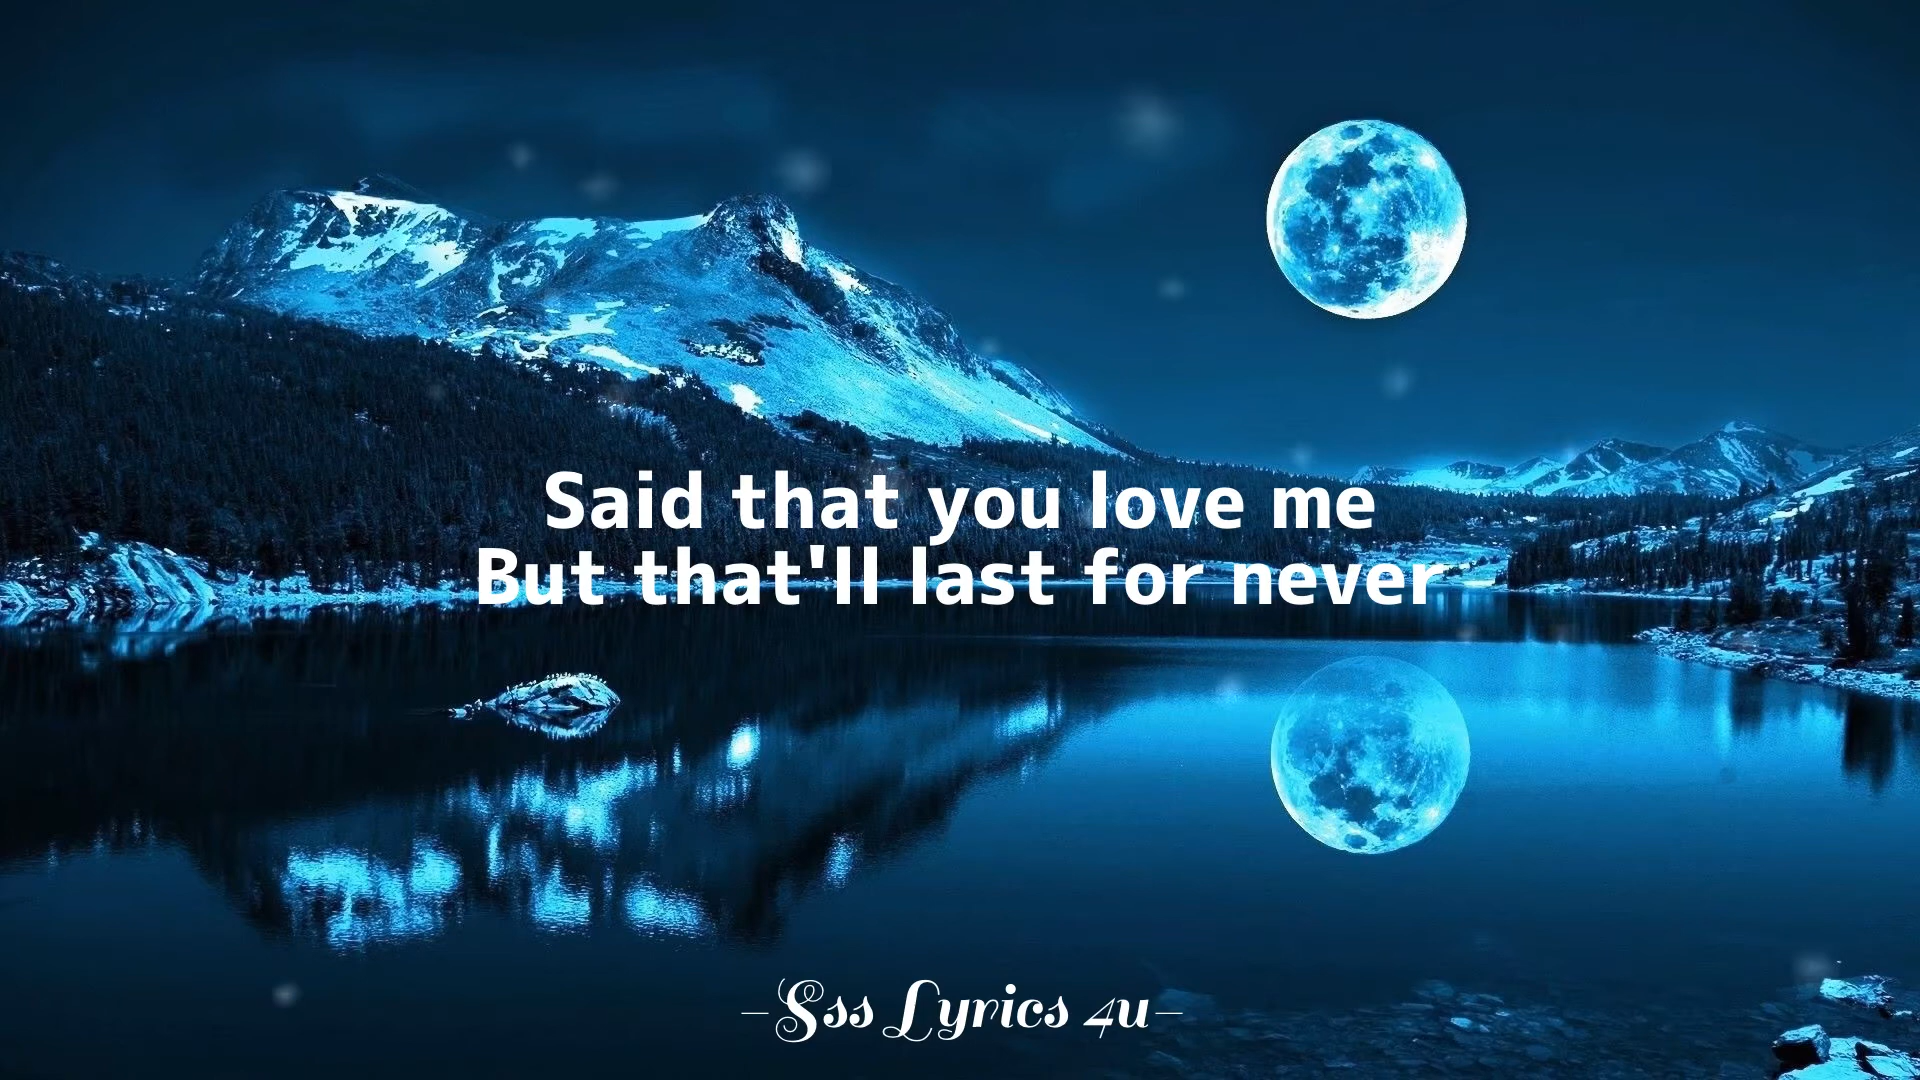 Said that you love me
But that'll last for never
–Sss Lyrics 4u–